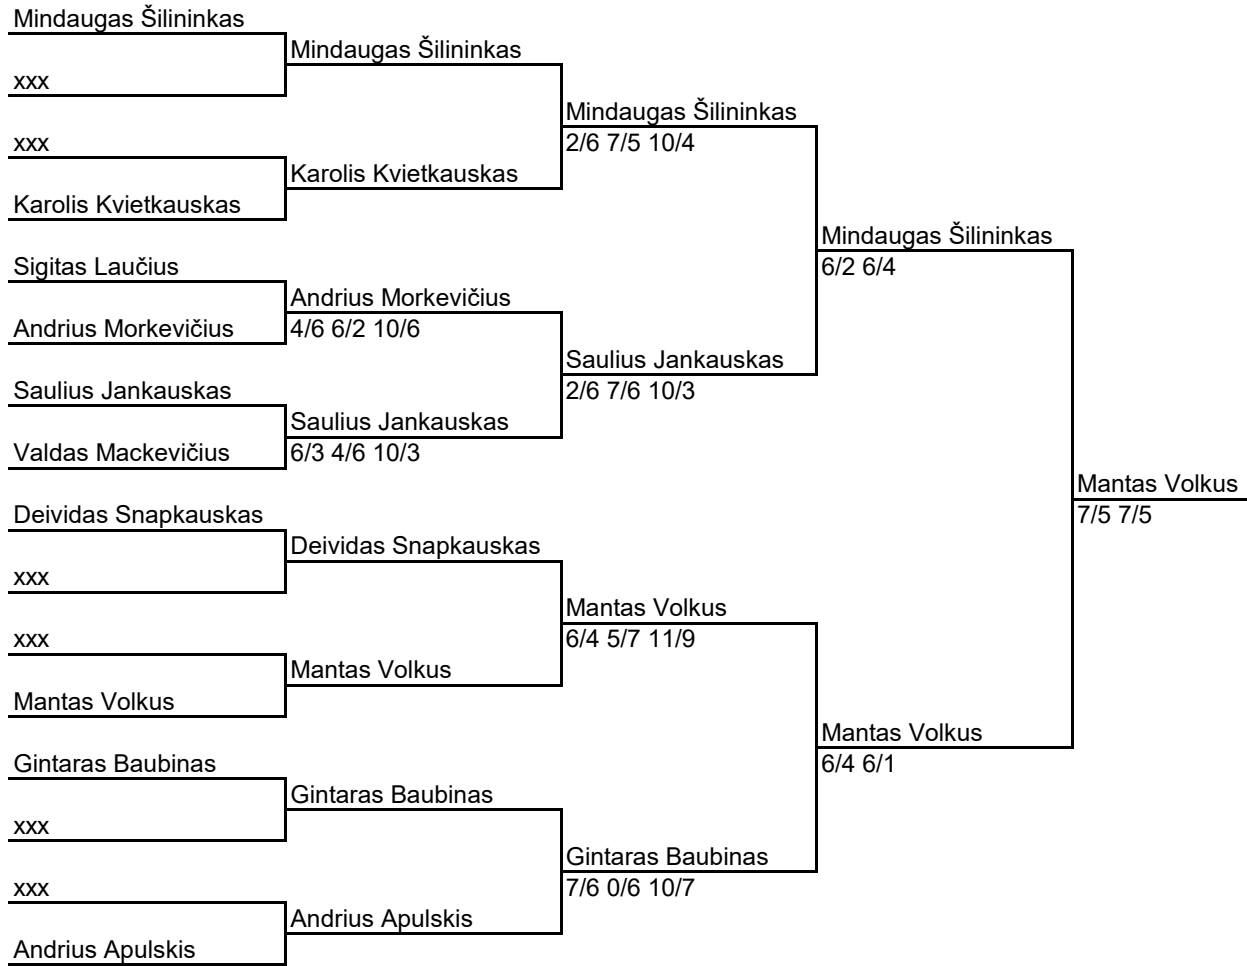 Mindaugas Šilininkas
xxx
xxx
Karolis Kvietkauskas
Sigitas Laučius
Andrius Morkevičius
Saulius Jankauskas
Valdas Mackevičius
Deividas Snapkauskas
xxx
xxx
Mantas Volkus
Gintaras Baubinas
xxx
xxx
Andrius Apulskis
Mindaugas Šilininkas
Karolis Kvietkauskas
Andrius Morkevičius
4/6 6/2 10/6
Saulius Jankauskas
6/3 4/6 10/3
Deividas Snapkauskas
Mantas Volkus
Gintaras Baubinas
Andrius Apulskis
Mindaugas Šilininkas
2/6 7/5 10/4
Saulius Jankauskas
2/6 7/6 10/3
Mantas Volkus
6/4 5/7 11/9
Gintaras Baubinas
7/6 0/6 10/7
Mindaugas Šilininkas
6/2 6/4
Mantas Volkus
6/4 6/1
Mantas Volkus
7/5 7/5